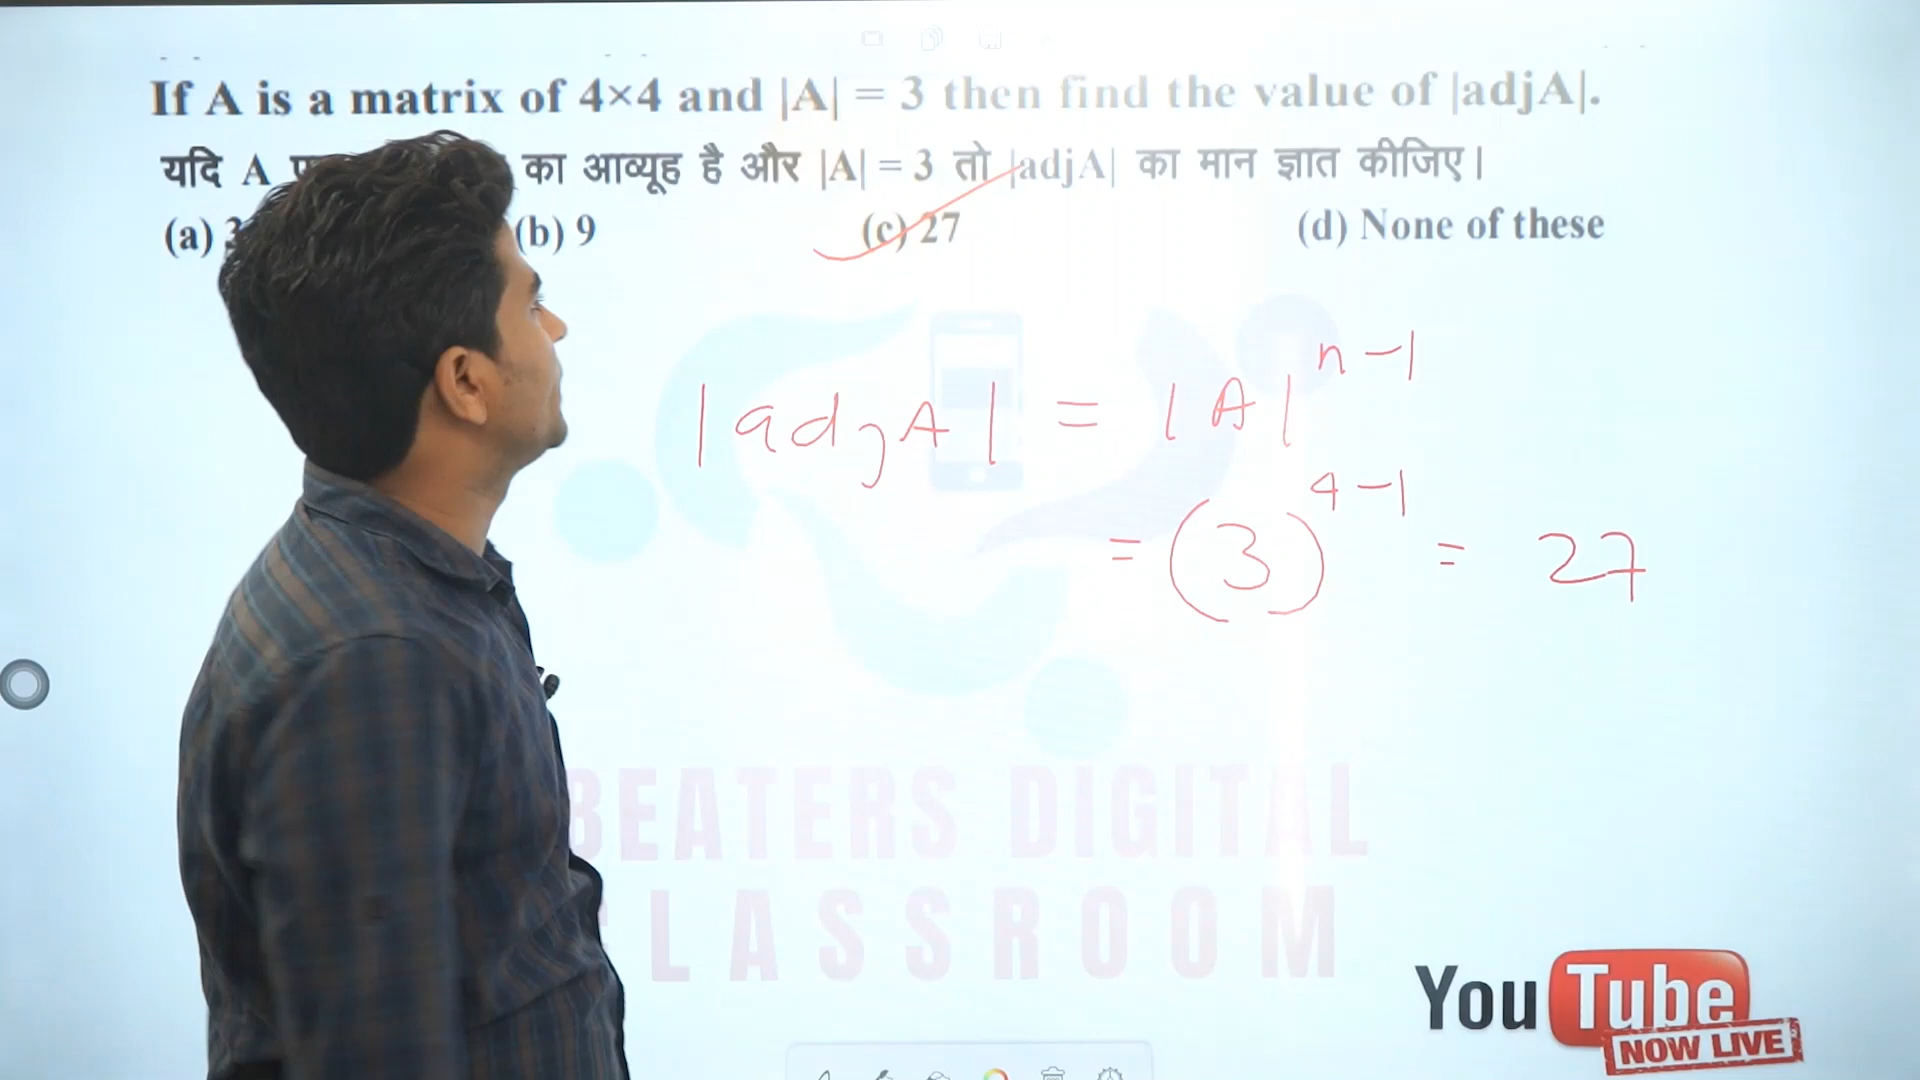 If A is a matrix of 4×4 and |A| = 3 then find the value of |adjA|.
यदि A का आव्यूह है और |A| = 3 तो |adjA| का मान ज्ञात कीजिए।
(a) (b) 9 (c) 27 (d) None of these
|adjA| = |A|^{n-1}
= (3)^{4-1} = 27
BEATERS DIGITAL
CLASSROOM
YouTube
NOW LIVE